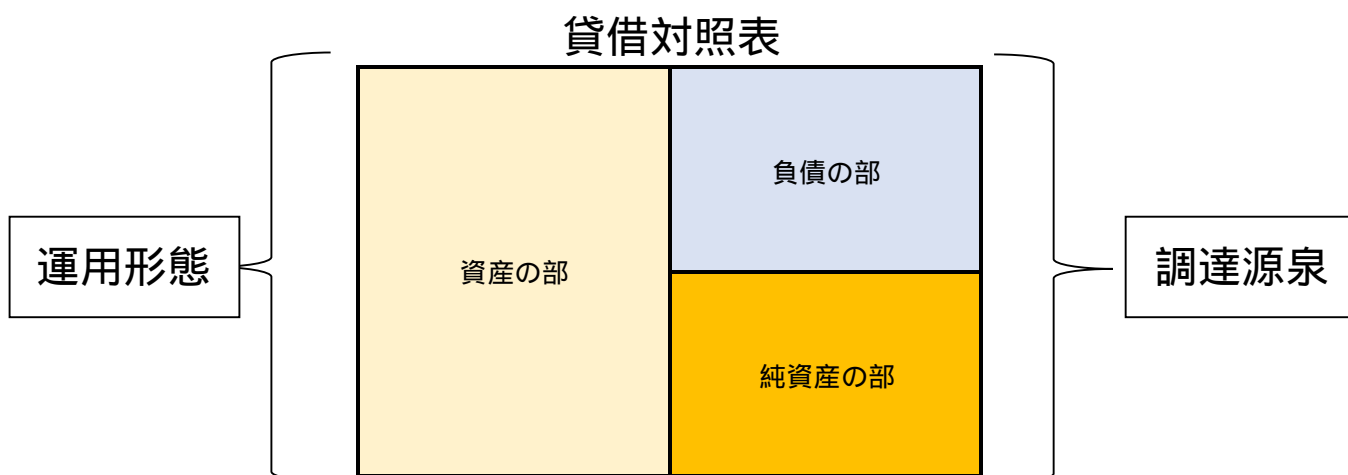 貸借対照表
運用形態
資産の部
負債の部
純資産の部
調達源泉